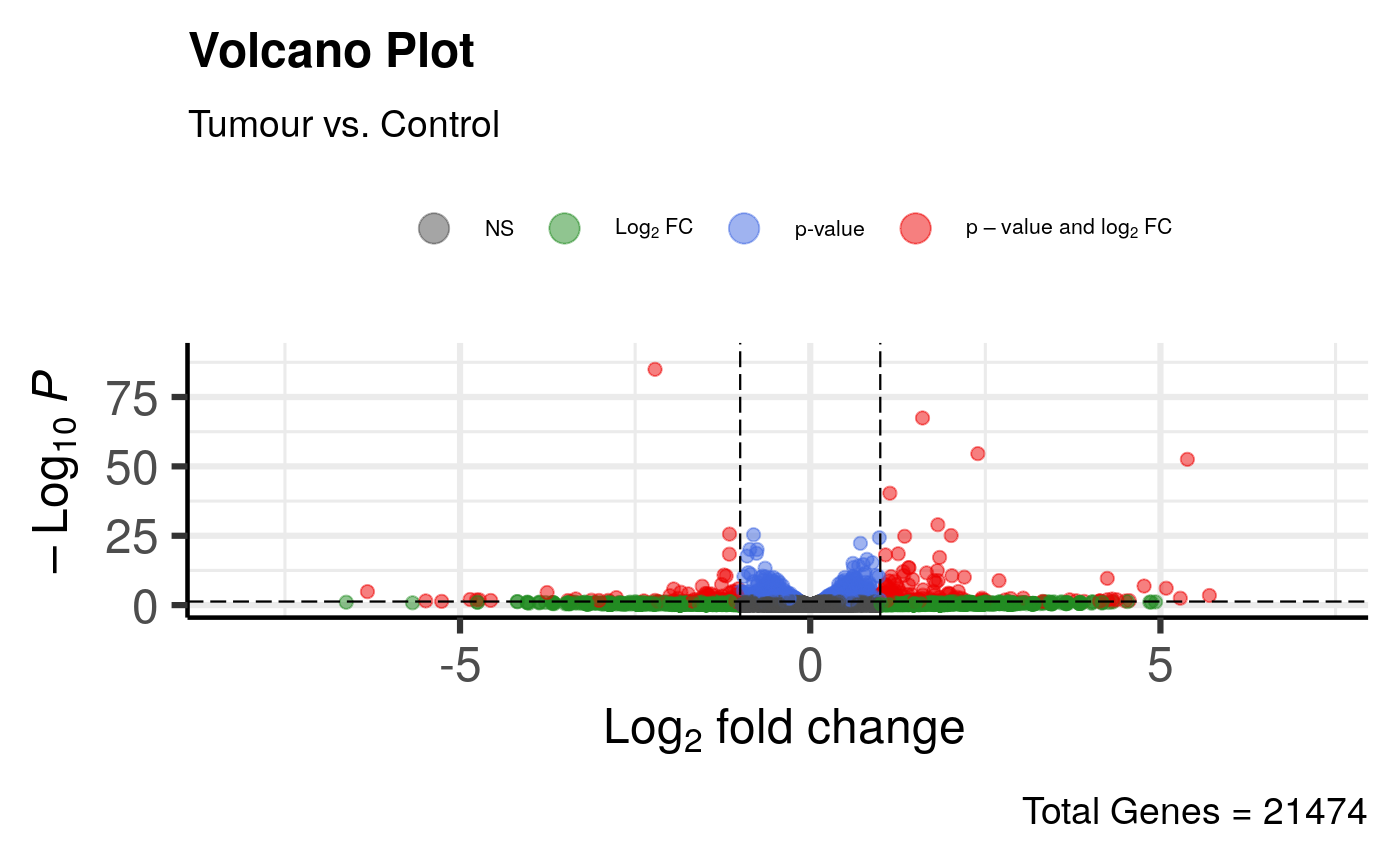 Volcano Plot
Tumour vs. Control
NS Log₂ FC p-value p – value and log₂ FC
– Log₁₀ P
75
50
25
0
-5 0 5
Log₂ fold change
Total Genes = 21474